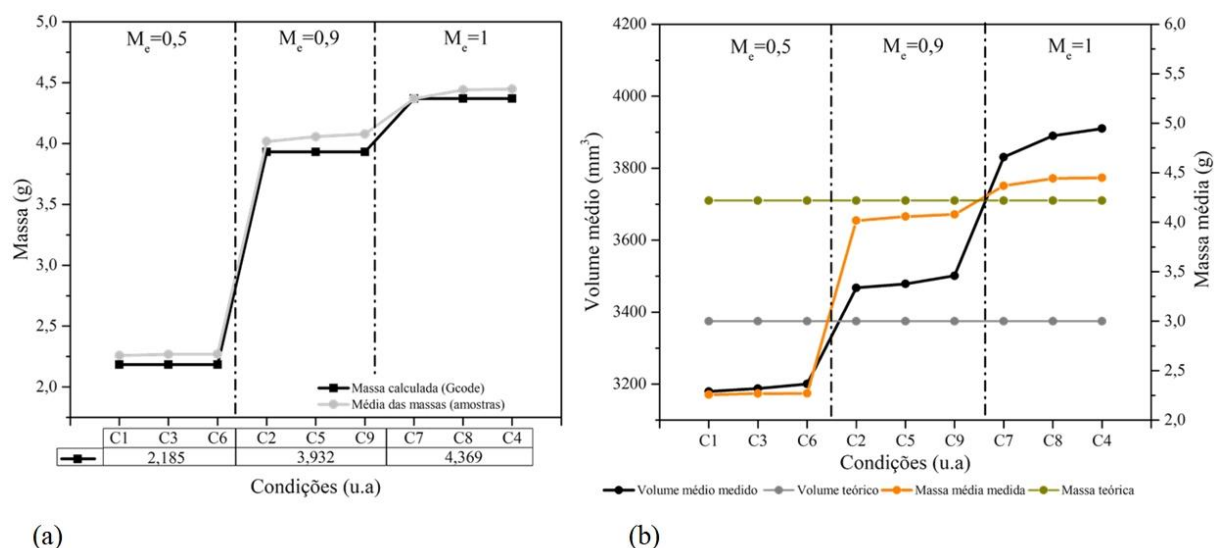 5,0
4,5
4,0
3,5
3,0
2,5
2,0
Massa (g)
Me=0,5
Me=0,9
Me=1
Massa calculada (Gcode)
Média das massas (amostras)
C1 C3 C6 C2 C5 C9 C7 C8 C4
2,185 3,932 4,369
Condições (u.a)
(a)
4200
4000
3800
3600
3400
3200
Volume médio (mm³)
Me=0,5
Me=0,9
Me=1
6,0
5,5
5,0
4,5
4,0
3,5
3,0
2,5
2,0
Massa média (g)
C1 C3 C6 C2 C5 C9 C7 C8 C4
Condições (u.a)
Volume médio medido Volume teórico Massa média medida Massa teórica
(b)